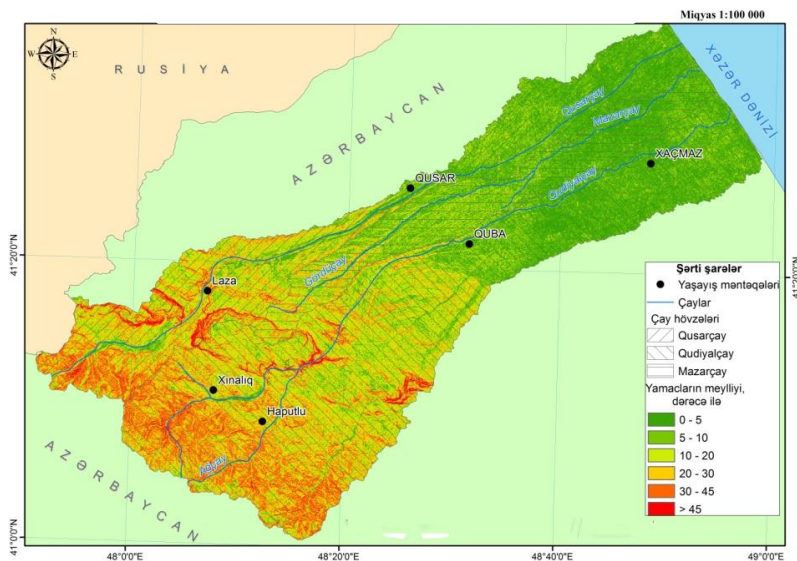 Miqyas 1:100 000
N
W E
S
RUSİYA
AZƏRBAYCAN
XƏZƏR DƏNİZİ
Qusarçay
Mazarçay
XAÇMAZ
QUSAR
Qudiyalçay
QUBA
41°20'0"N
Laza
Xınalıq
Haputlu
Ağçay
AZƏRBAYCAN
41°0'0"N
48°0'0"E
48°20'0"E
48°40'0"E
49°0'0"E
Şərti şarələr
Yaşayış məntəqələri
Çaylar
Çay hövzələri
Qusarçay
Qudiyalçay
Mazarçay
Yamacların meylliyi,
dərəcə ilə
0 - 5
5 - 10
10 - 20
20 - 30
30 - 45
> 45